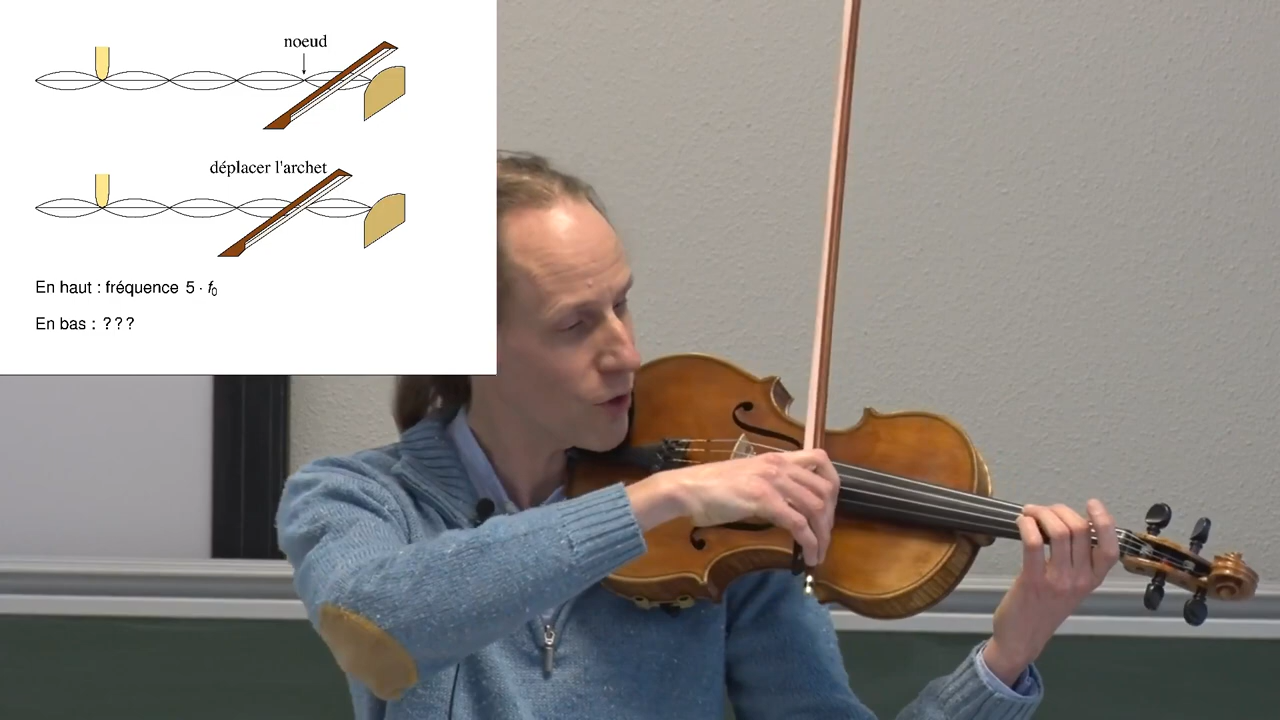 noeud
déplacer l'archet
En haut : fréquence 5 · f₀
En bas : ???